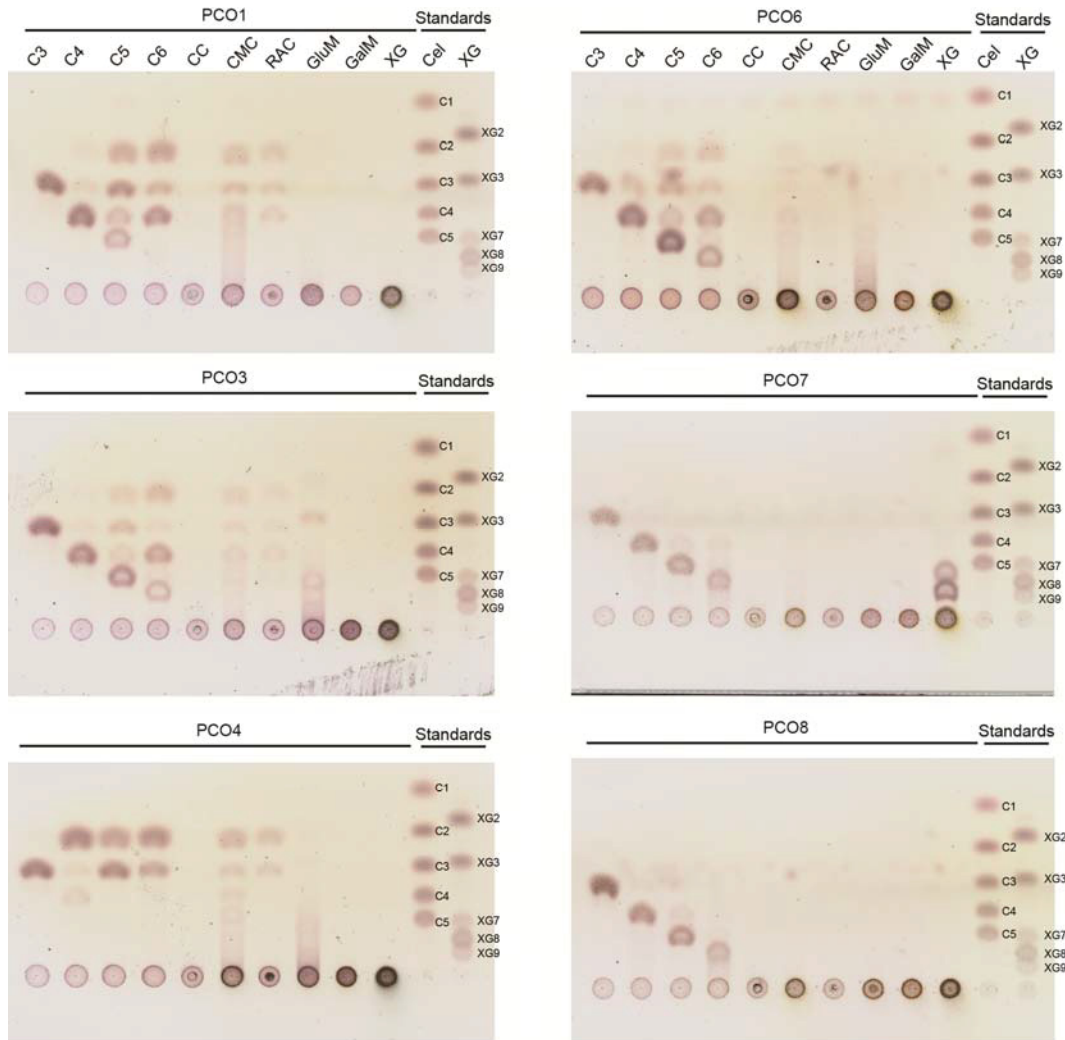 PCO1 Standards
C3 C4 C5 C6 CC CMC RAC GluM GalM XG Cel XG
C1
XG2
C2
C3 XG3
C4
C5 XG7
XG8
XG9
PCO6 Standards
C3 C4 C5 C6 CC CMC RAC GluM GalM XG Cel XG
C1
XG2
C2
C3 XG3
C4
C5 XG7
XG8
XG9
PCO3 Standards
C1
XG2
C2
C3 XG3
C4
C5 XG7
XG8
XG9
PCO7 Standards
C1
XG2
C2
C3 XG3
C4
C5 XG7
XG8
XG9
PCO4 Standards
C1
XG2
C2
C3 XG3
C4
C5 XG7
XG8
XG9
PCO8 Standards
C1
XG2
C2
C3 XG3
C4
C5 XG7
XG8
XG9